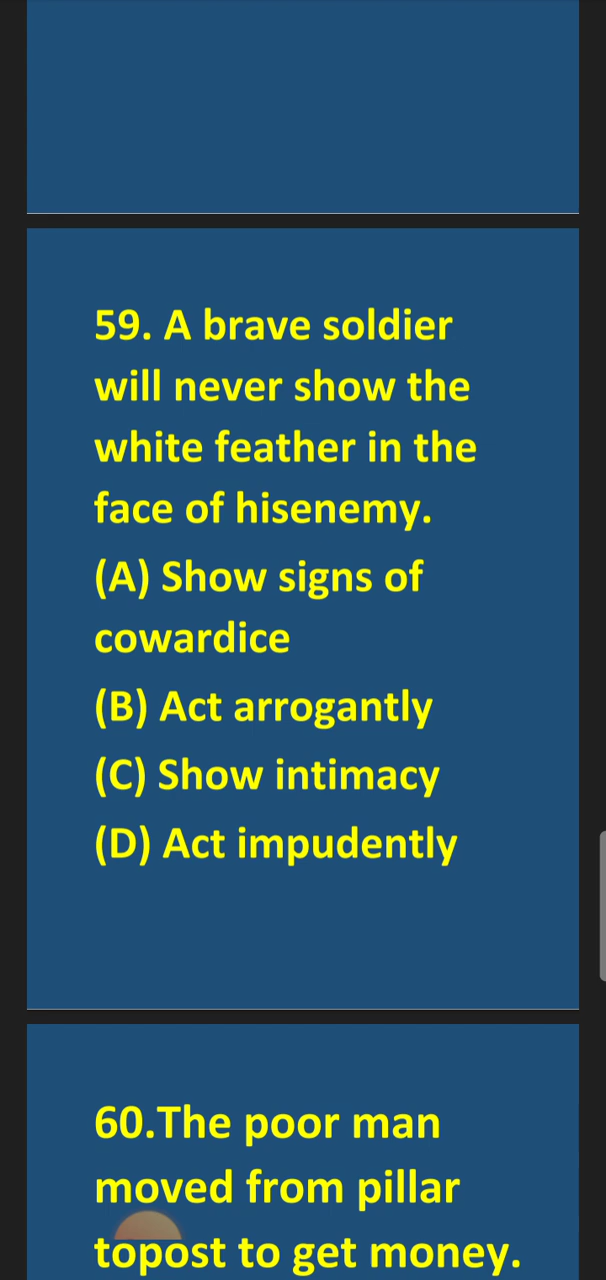 59. A brave soldier
will never show the
white feather in the
face of hisenemy.
(A) Show signs of
cowardice
(B) Act arrogantly
(C) Show intimacy
(D) Act impudently
60.The poor man
moved from pillar
topost to get money.